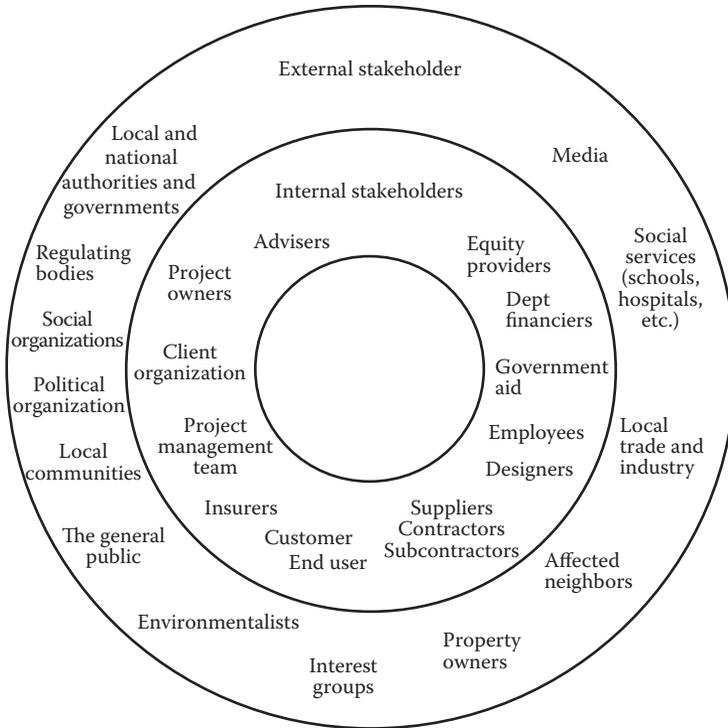 External stakeholder
Local and
national
authorities and
governments
Media
Internal stakeholders
Advisers
Equity
providers
Social
services
(schools,
hospitals,
etc.)
Regulating
bodies
Project
owners
Dept
financiers
Social
organizations
Client
organization
Government
aid
Political
organization
Project
management
team
Employees
Local
trade and
industry
Local
communities
Designers
Insurers
Suppliers
Contractors
Subcontractors
Customer
End user
The general
public
Affected
neighbors
Environmentalists
Property
owners
Interest
groups